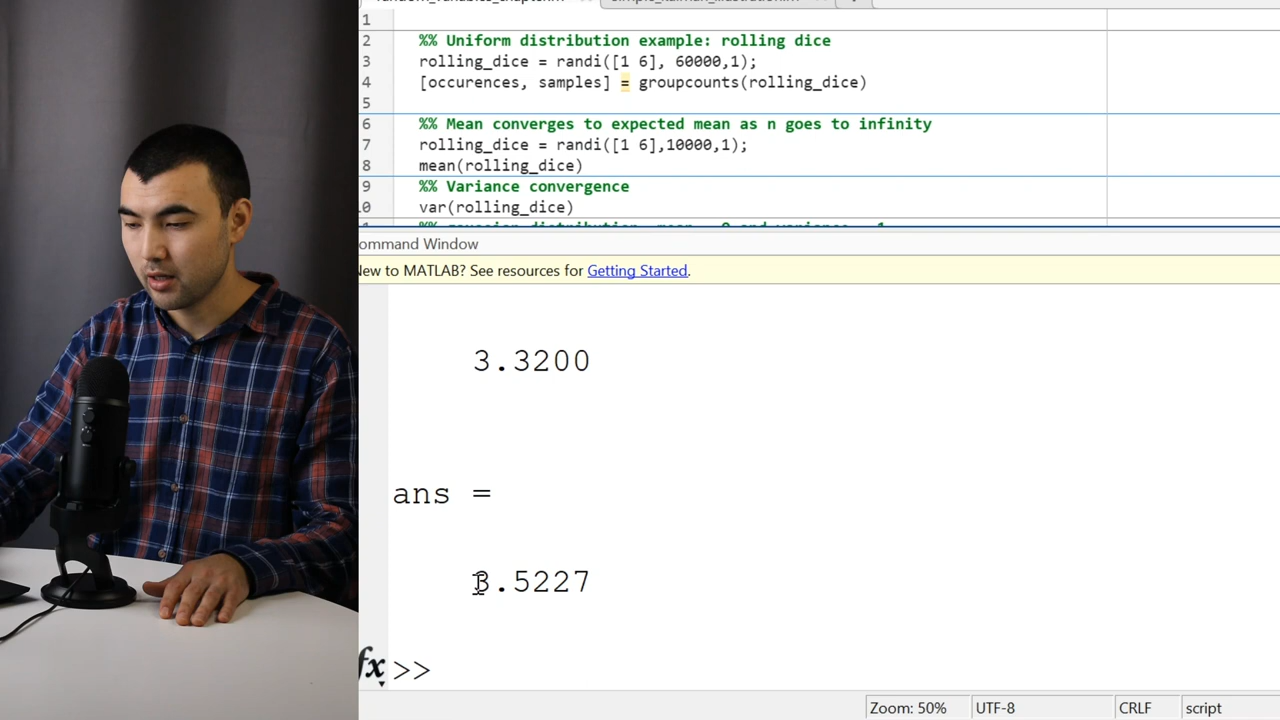 1
2 %% Uniform distribution example: rolling dice
3 rolling_dice = randi([1 6], 60000,1);
4 [occurences, samples] = groupcounts(rolling_dice)
5
6 %% Mean converges to expected mean as n goes to infinity
7 rolling_dice = randi([1 6],10000,1);
8 mean(rolling_dice)
9 %% Variance convergence
10 var(rolling_dice)
ommand Window
New to MATLAB? See resources for Getting Started.
3.3200
ans =
3.5227
fx >>
Zoom: 50% UTF-8 CRLF script